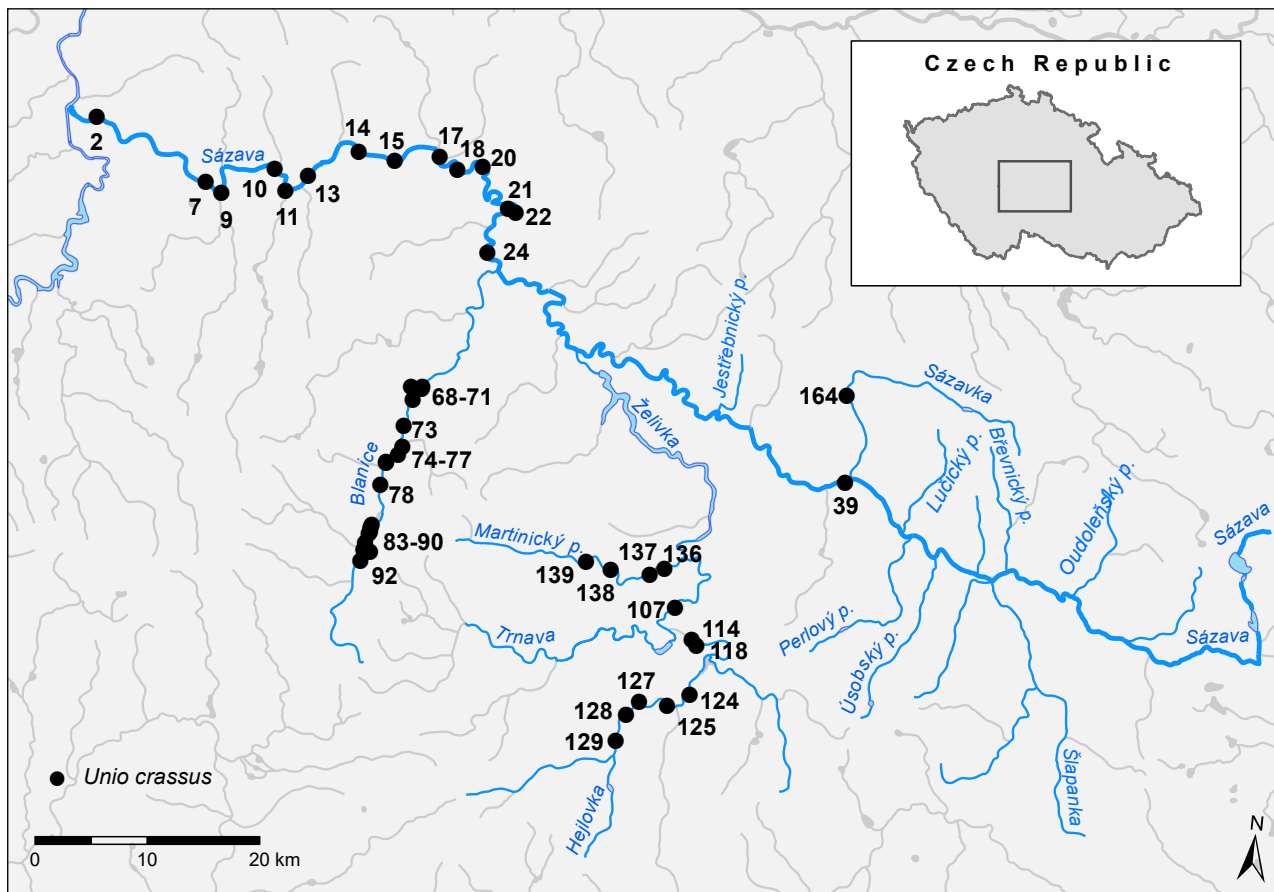 Czech Republic
2
Sázava
7
9
10
11
13
14
15
17
18
20
21
22
24
Jestřebnický p.
68-71
73
74-77
Blanice
78
83-90
92
Želivka
164
Sázavka
Lučický p.
Břevnický p.
Oudoleňský p.
39
Sázava
Martinický p.
139
138
137
136
107
Trnava
114
118
Perlový p.
Úsobský p.
Sázava
127
128
129
124
125
Šlapanka
Hejlovka
Unio crassus
0 10 20 km
N